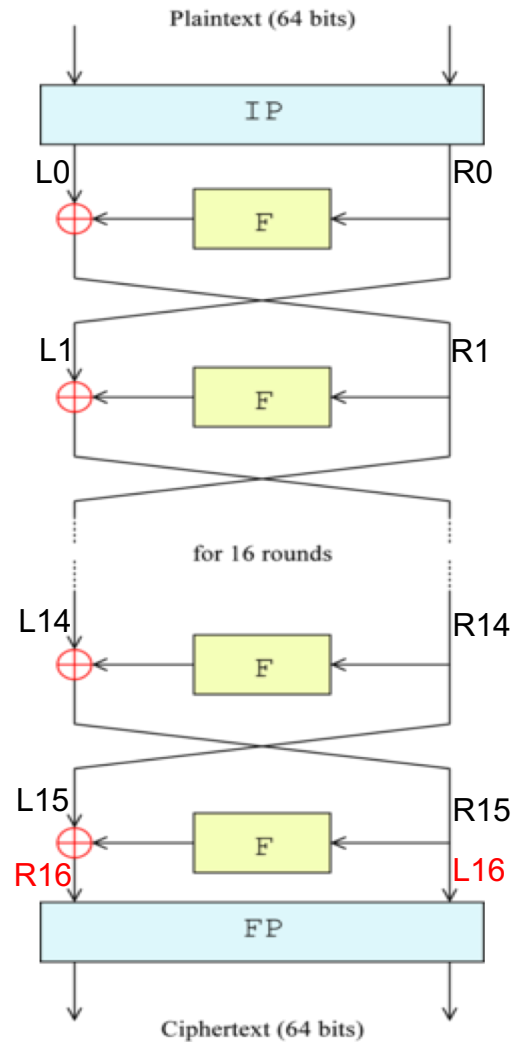 Plaintext (64 bits)
IP
L0 R0
F
L1 R1
F
for 16 rounds
L14 R14
F
L15 R15
F
R16 L16
FP
Ciphertext (64 bits)